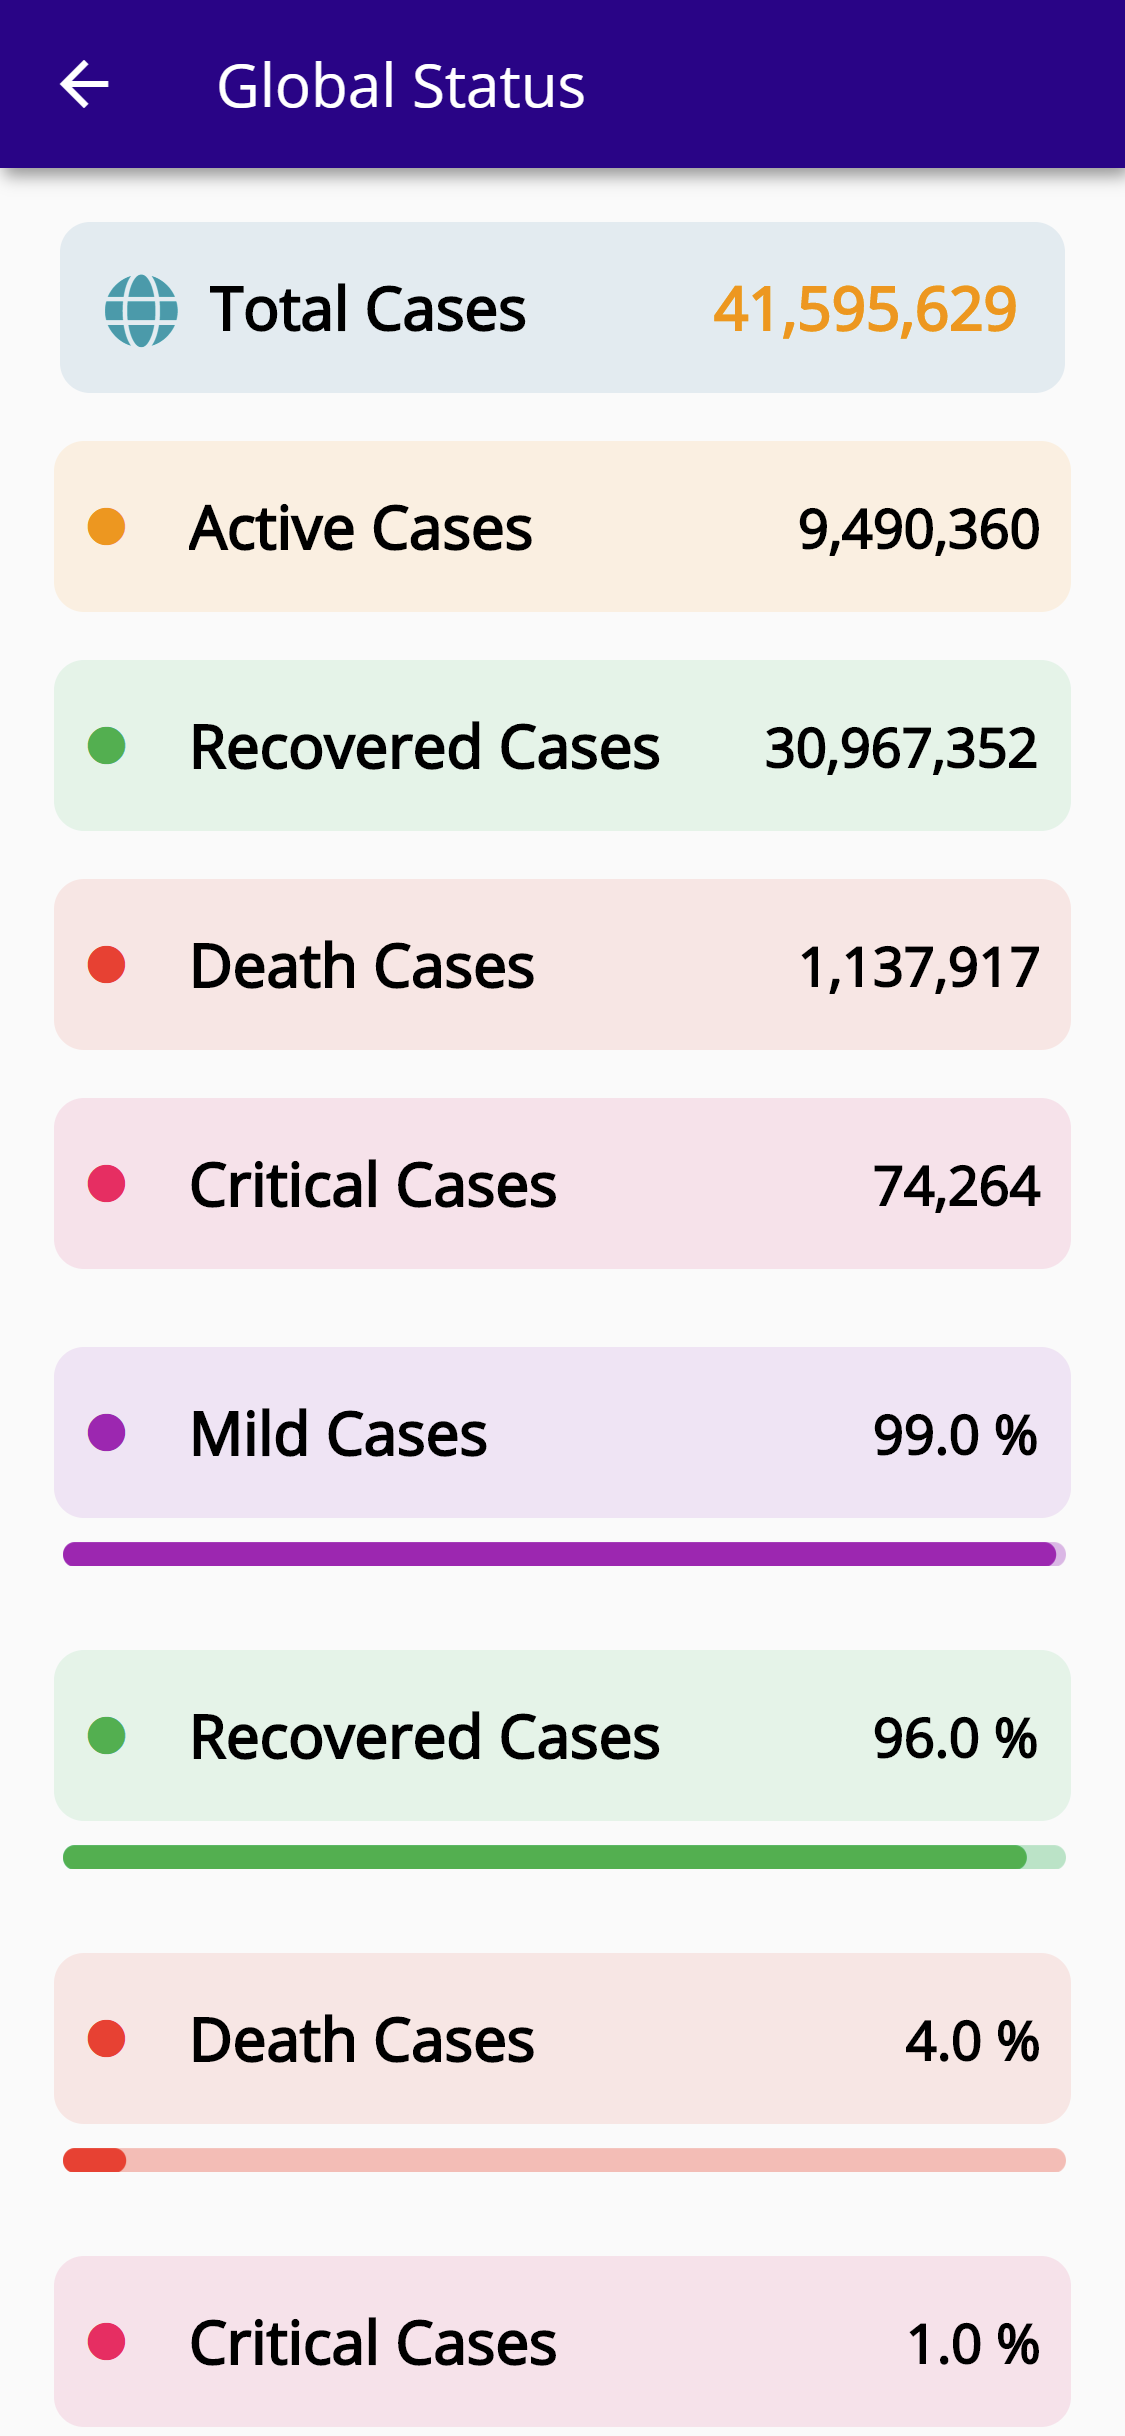 Global Status
Total Cases 41,595,629
Active Cases 9,490,360
Recovered Cases 30,967,352
Death Cases 1,137,917
Critical Cases 74,264
Mild Cases 99.0 %
Recovered Cases 96.0 %
Death Cases 4.0 %
Critical Cases 1.0 %